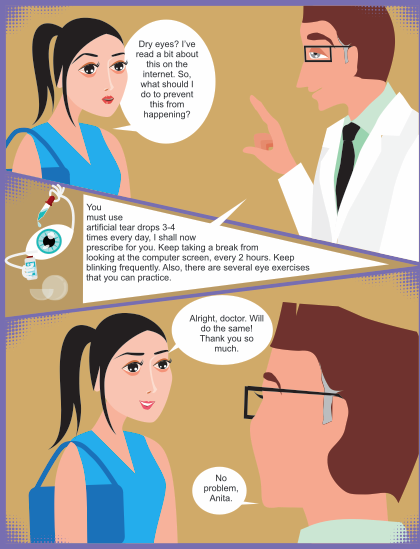 Dry eyes? I've
read a bit about
this on the
internet. So,
what should I
do to prevent
this from
happening?
You
must use
artificial tear drops 3-4
times every day, I shall now
prescribe for you. Keep taking a break from
looking at the computer screen, every 2 hours. Keep
blinking frequently. Also, there are several eye exercises
that you can practice.
Alright, doctor. Will
do the same!
Thank you so
much.
No
problem,
Anita.